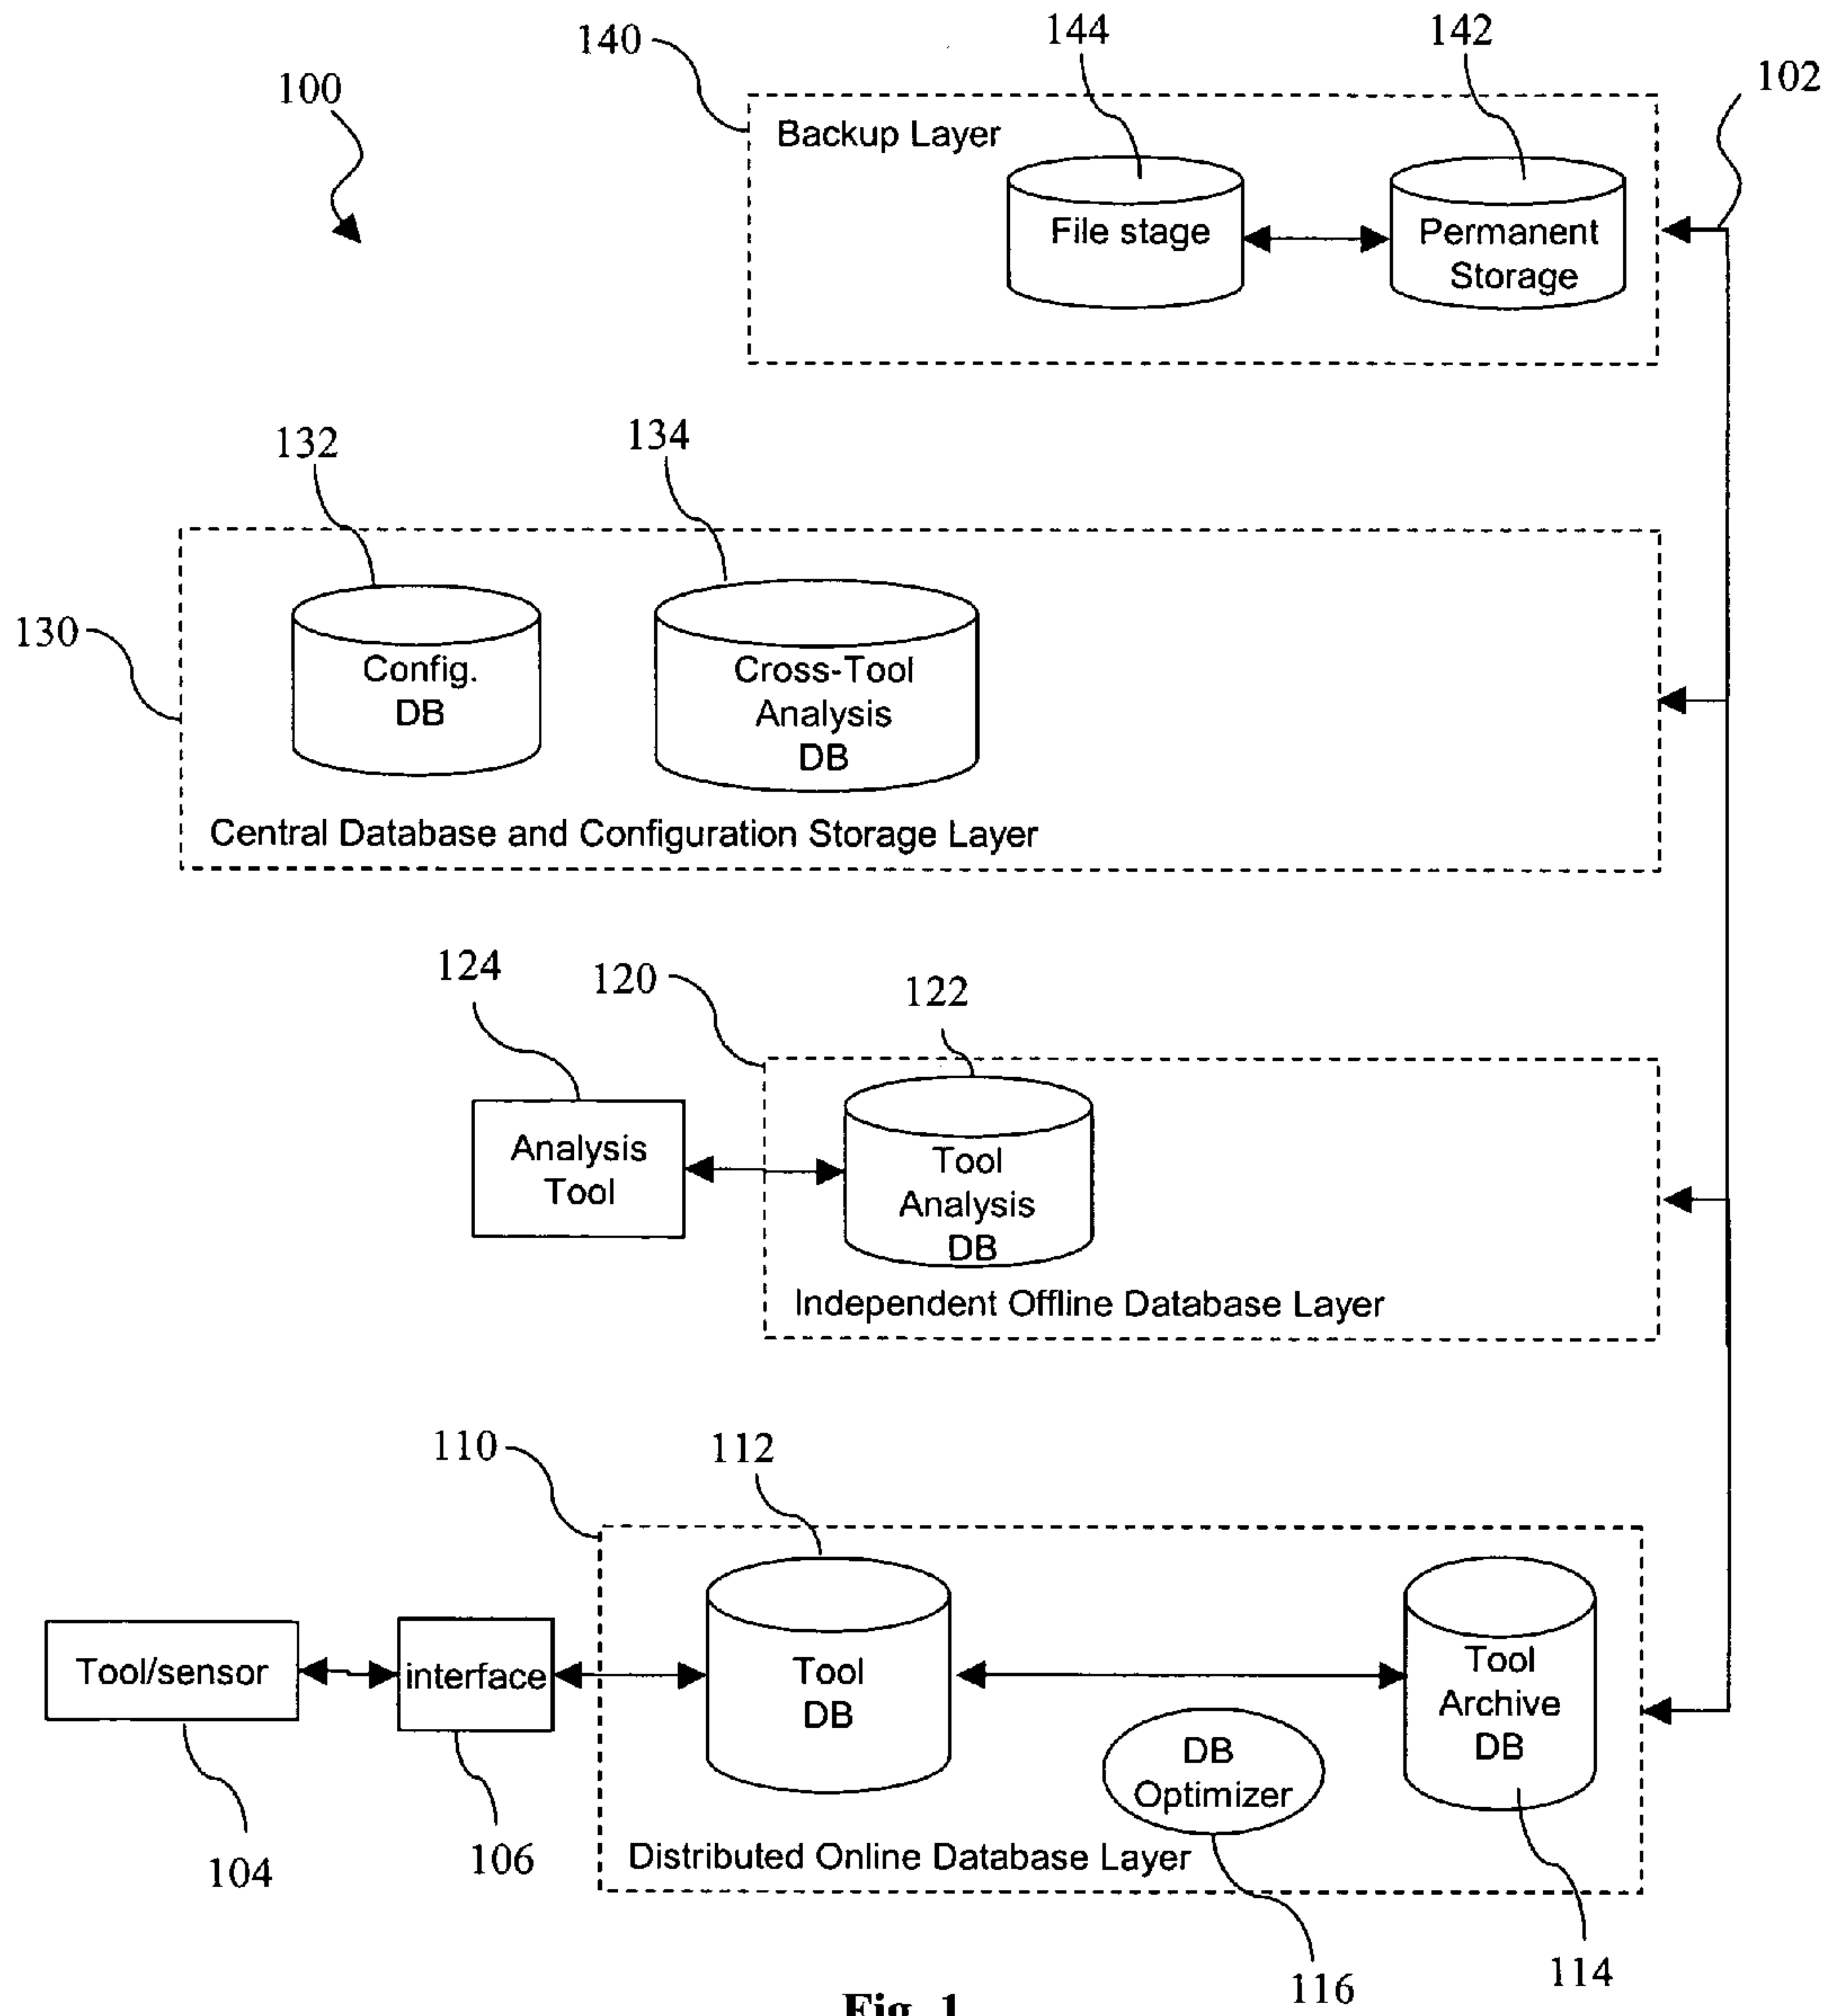 140
144
142
102
100
Backup Layer
File stage
Permanent
Storage
132
134
130
Config.
DB
Cross-Tool
Analysis
DB
Central Database and Configuration Storage Layer
124
120
122
Analysis
Tool
Tool
Analysis
DB
Independent Offline Database Layer
110
112
Tool/sensor
interface
Tool
DB
Tool
Archive
DB
DB
Optimizer
Distributed Online Database Layer
104
106
116
114
Fig. 1